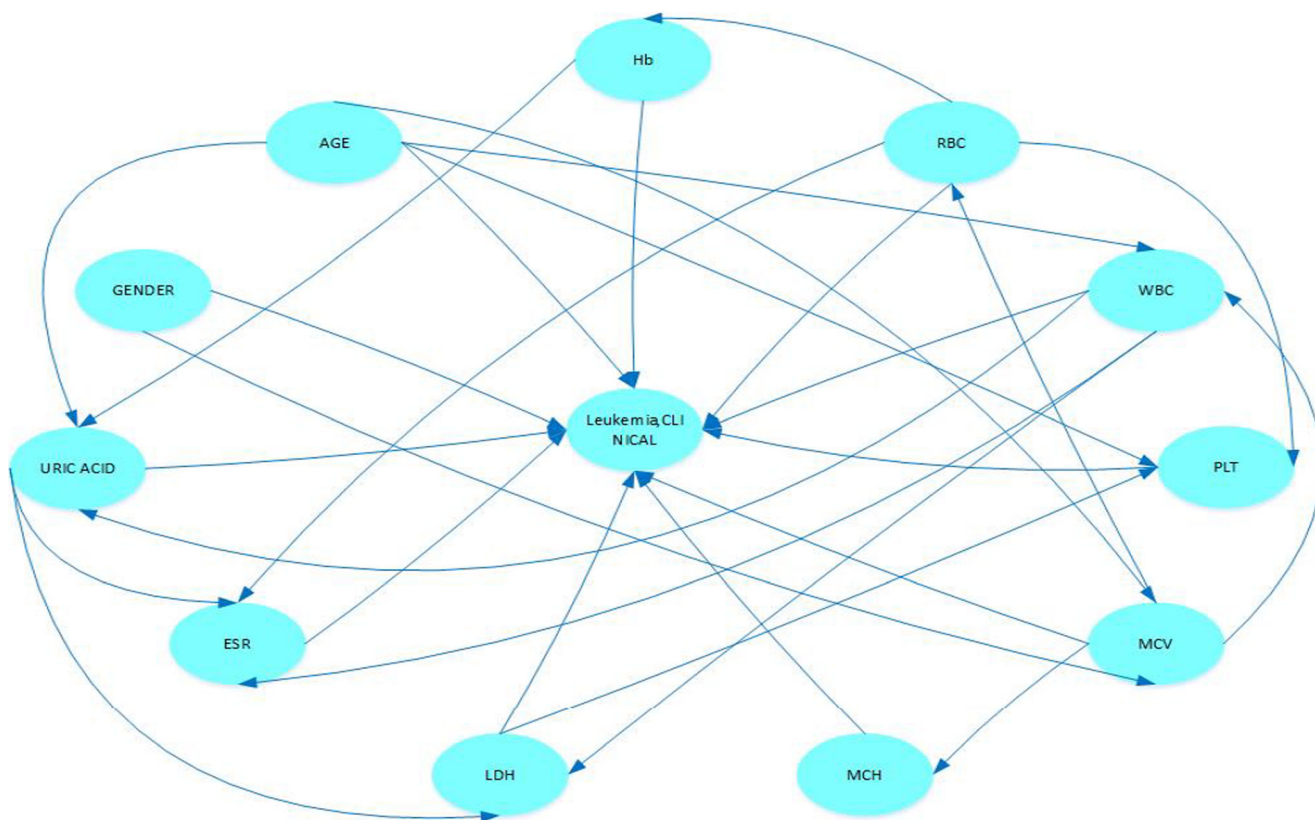 Hb
AGE
RBC
GENDER
WBC
Leukemia,CLI
NICAL
URIC ACID
PLT
ESR
MCV
LDH
MCH